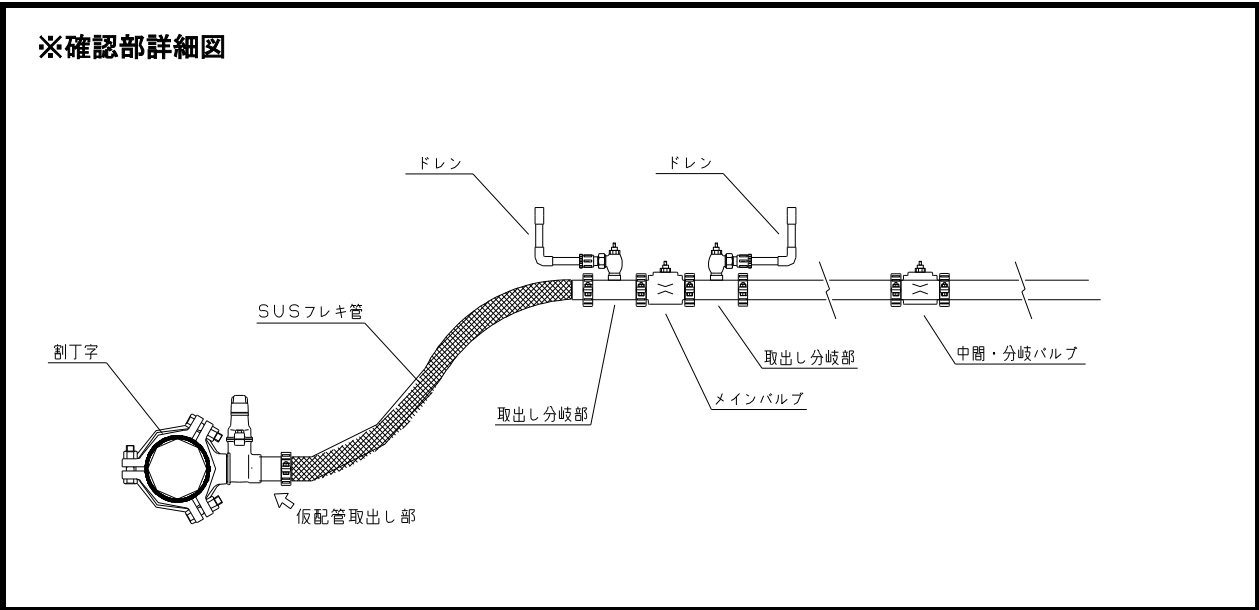 ※確認部詳細図
ドレン
ドレン
SUSフレキ管
割丁字
取出し分岐部
中間・分岐バルブ
メインバルブ
取出し分岐部
仮配管取出し部